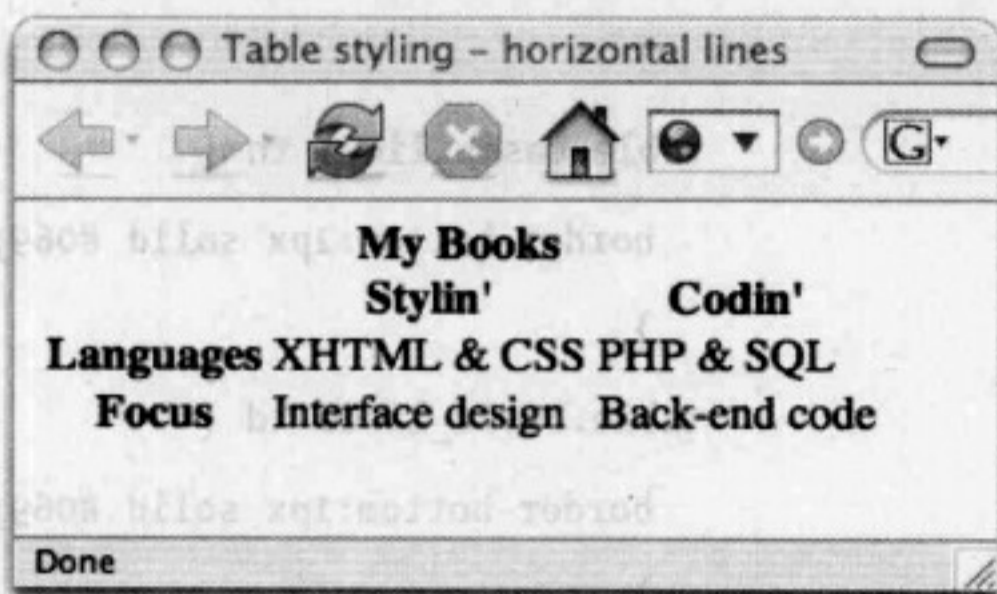 Table styling – horizontal lines
G
My Books
Stylin' Codin'
Languages XHTML & CSS PHP & SQL
Focus Interface design Back-end code
Done